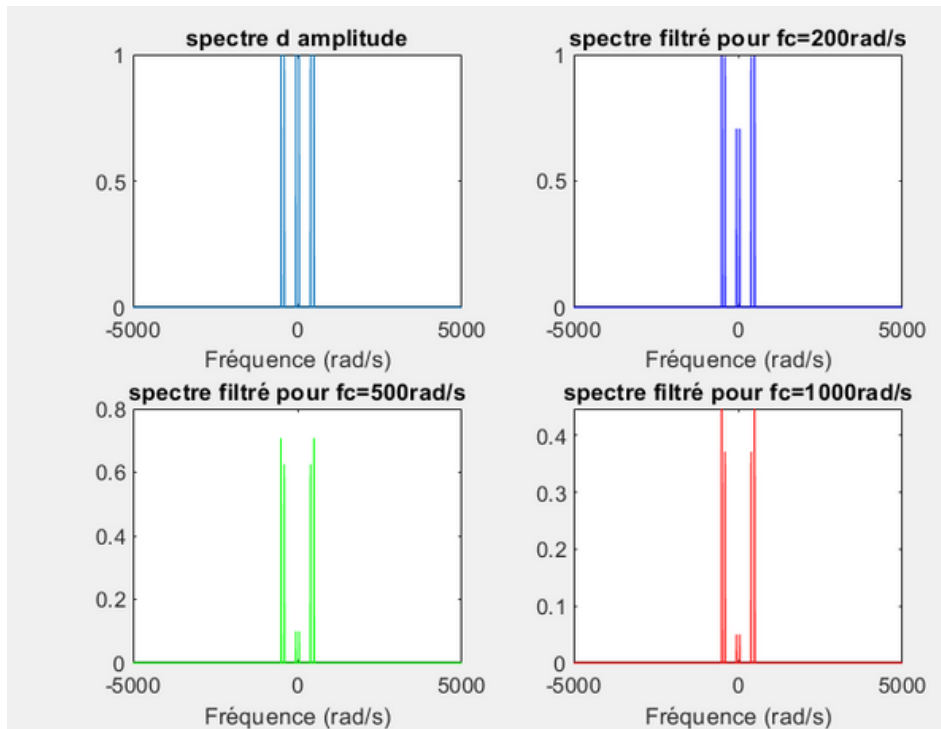 spectre d amplitude
1
0.5
0
-5000 0 5000
Fréquence (rad/s)
spectre filtré pour fc=200rad/s
1
0.5
0
-5000 0 5000
Fréquence (rad/s)
spectre filtré pour fc=500rad/s
0.8
0.6
0.4
0.2
0
-5000 0 5000
Fréquence (rad/s)
spectre filtré pour fc=1000rad/s
0.4
0.3
0.2
0.1
0
-5000 0 5000
Fréquence (rad/s)